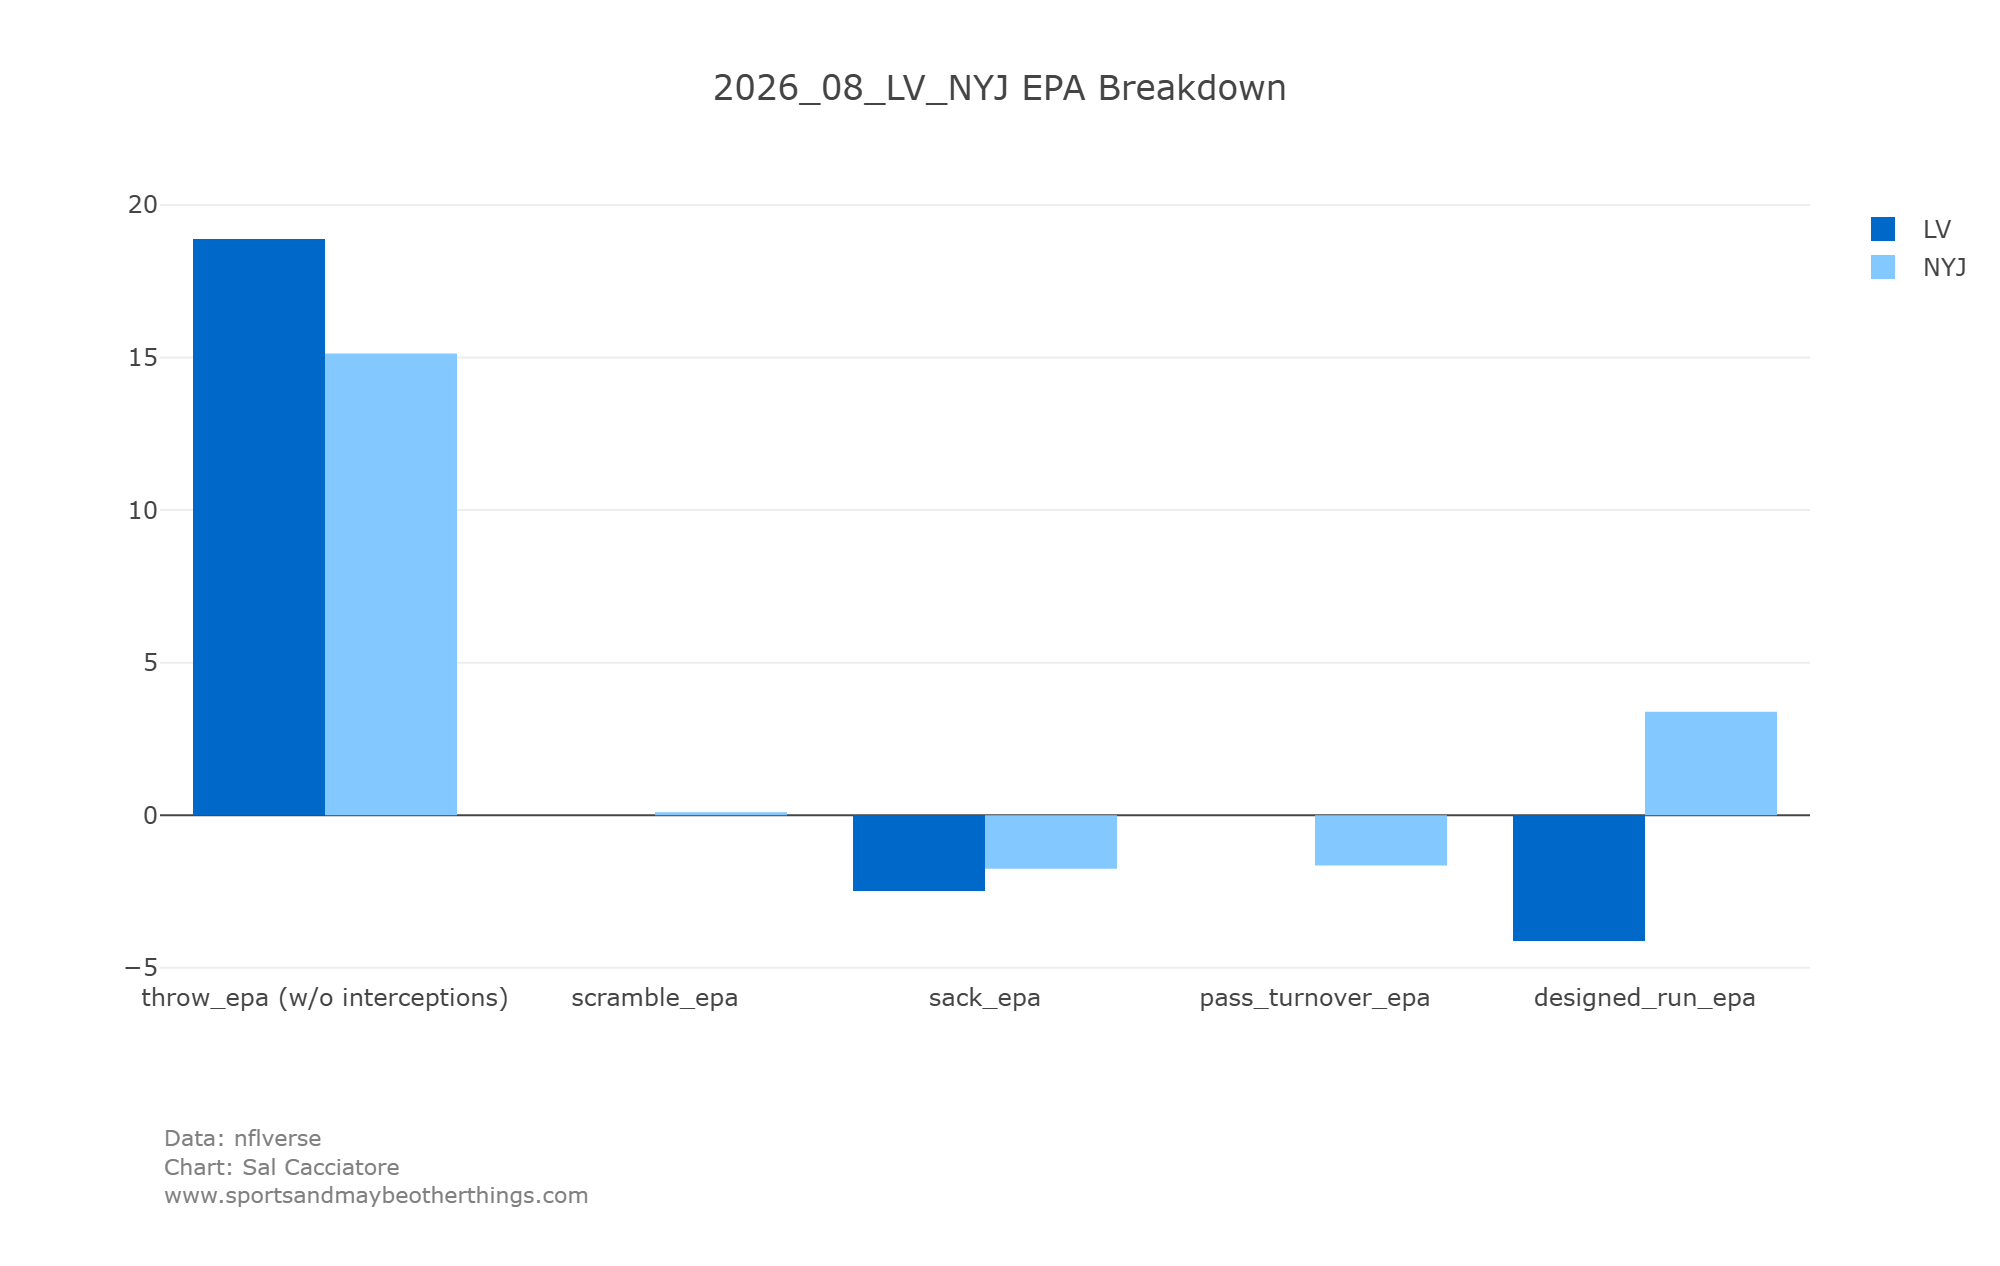 2026_08_LV_NYJ EPA Breakdown
20
15
10
5
0
−5
LV
NYJ
throw_epa (w/o interceptions)
scramble_epa
sack_epa
pass_turnover_epa
designed_run_epa
Data: nflverse
Chart: Sal Cacciatore
www.sportsandmaybeotherthings.com